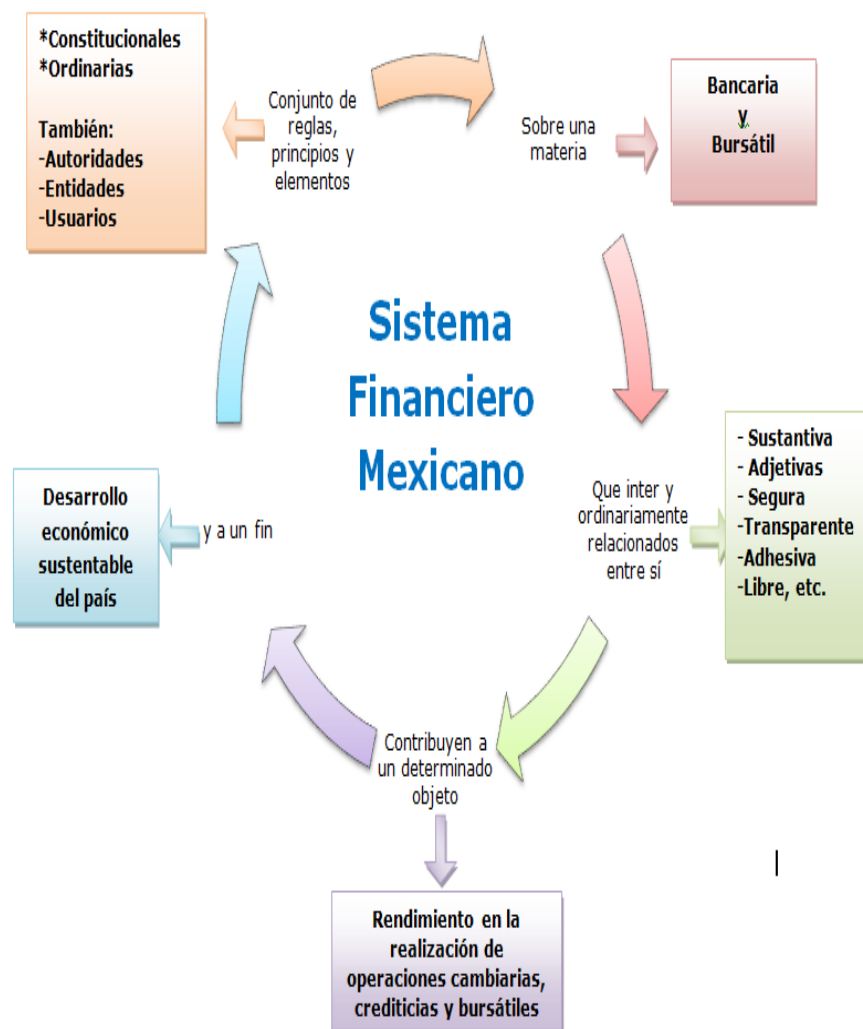 *Constitucionales
*Ordinarias
También:
-Autoridades
-Entidades
-Usuarios
Conjunto de
reglas,
principios y
elementos
Sobre una
materia
Bancaria
y
Bursátil
Sistema
Financiero
Mexicano
Que inter y
ordinariamente
relacionados
entre sí
- Sustantiva
- Adjetivas
- Segura
-Transparente
-Adhesiva
-Libre, etc.
Contribuyen a
un determinado
objeto
Rendimiento en la
realización de
operaciones cambiarias,
crediticias y bursátiles
y a un fin
Desarrollo
económico
sustentable
del país